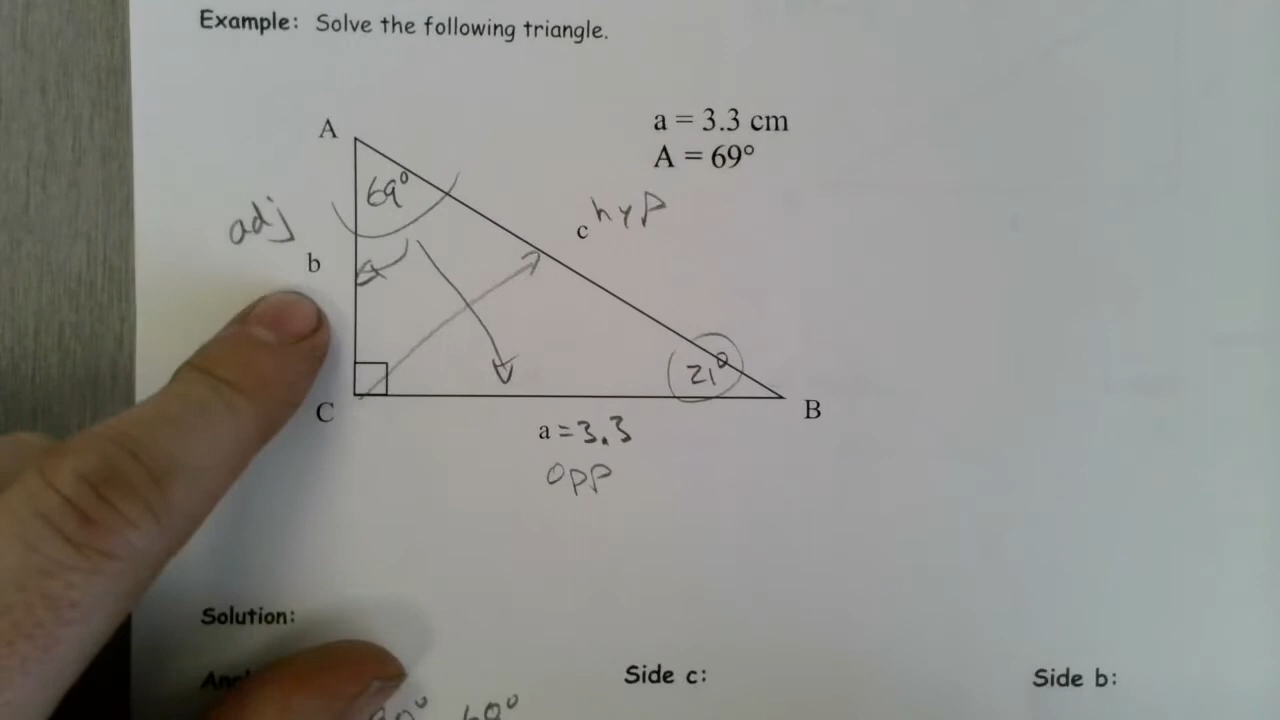 Example: Solve the following triangle.
a = 3.3 cm
A = 69°
A
69°
adj
b
c hyp
21°
C
B
a = 3.3
opp
Solution:
Side c:
Side b:
69°